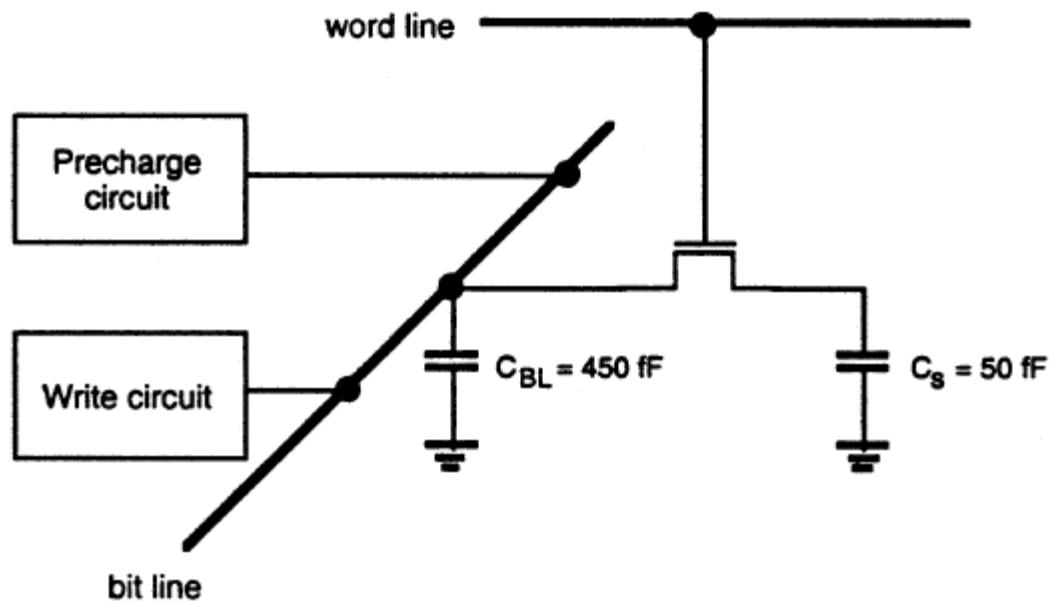 word line
Precharge
circuit
Write circuit
C_BL = 450 fF
C_s = 50 fF
bit line